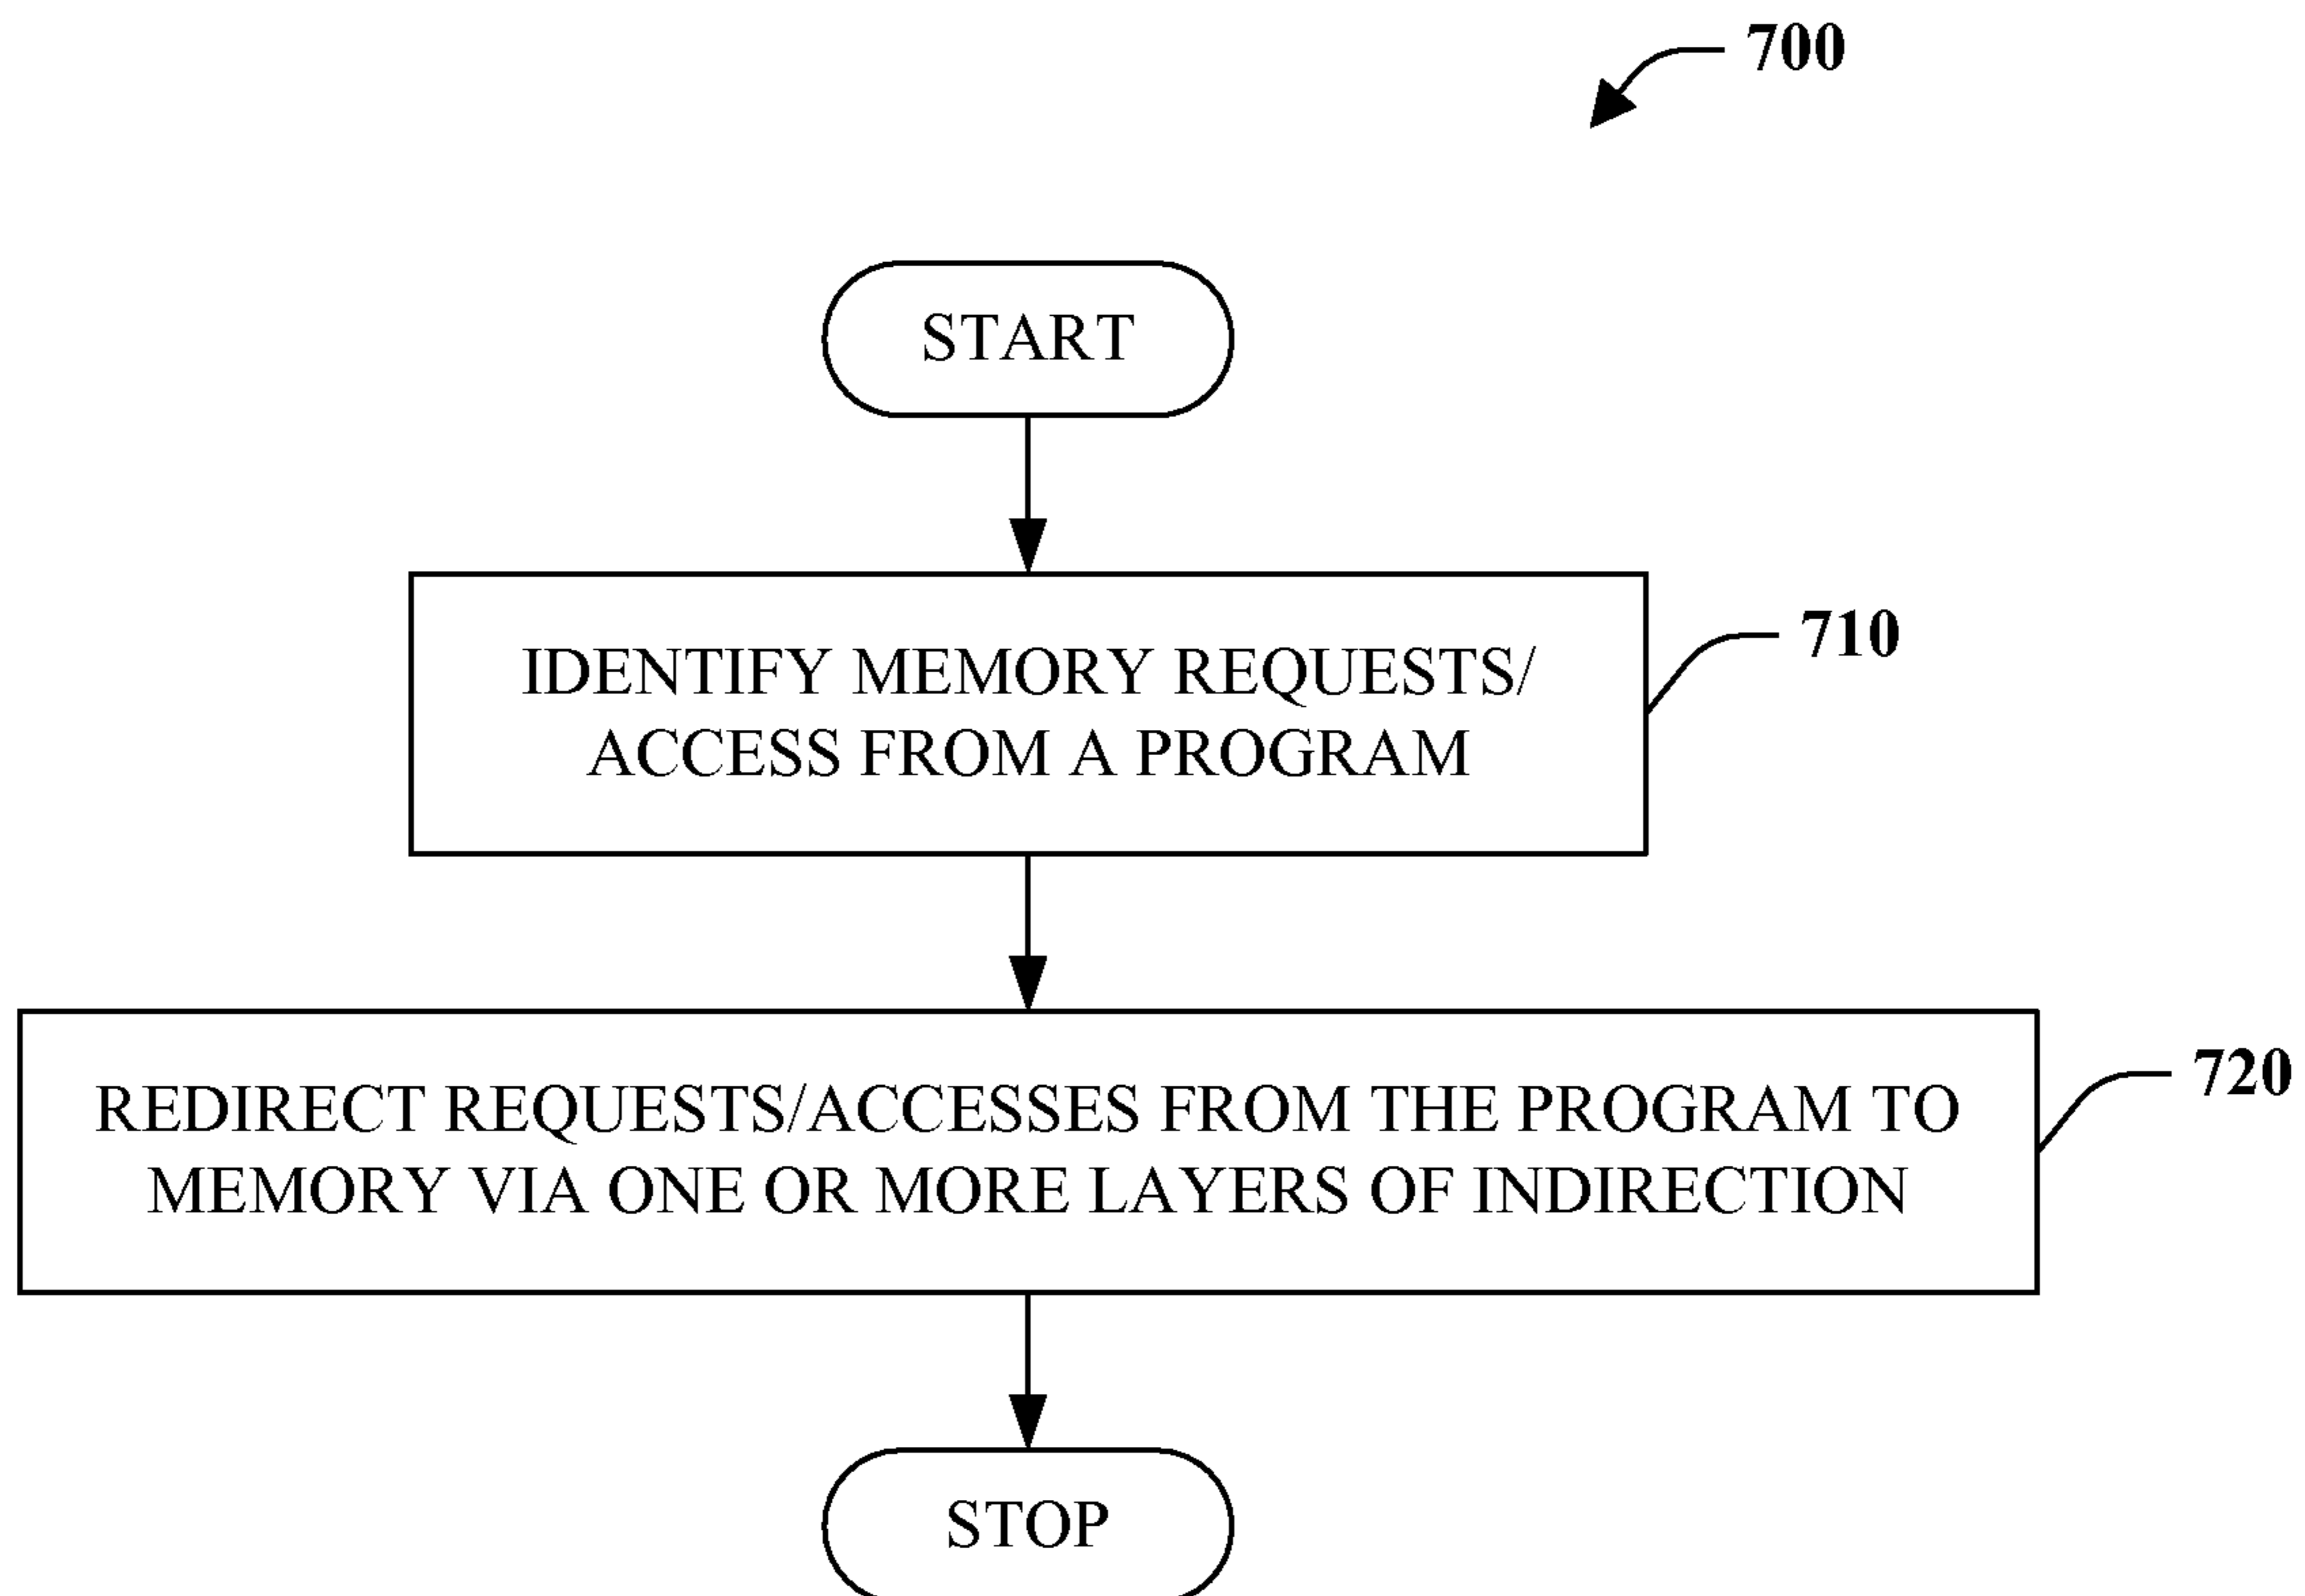 700
START
IDENTIFY MEMORY REQUESTS/
ACCESS FROM A PROGRAM
710
REDIRECT REQUESTS/ACCESSES FROM THE PROGRAM TO
MEMORY VIA ONE OR MORE LAYERS OF INDIRECTION
720
STOP